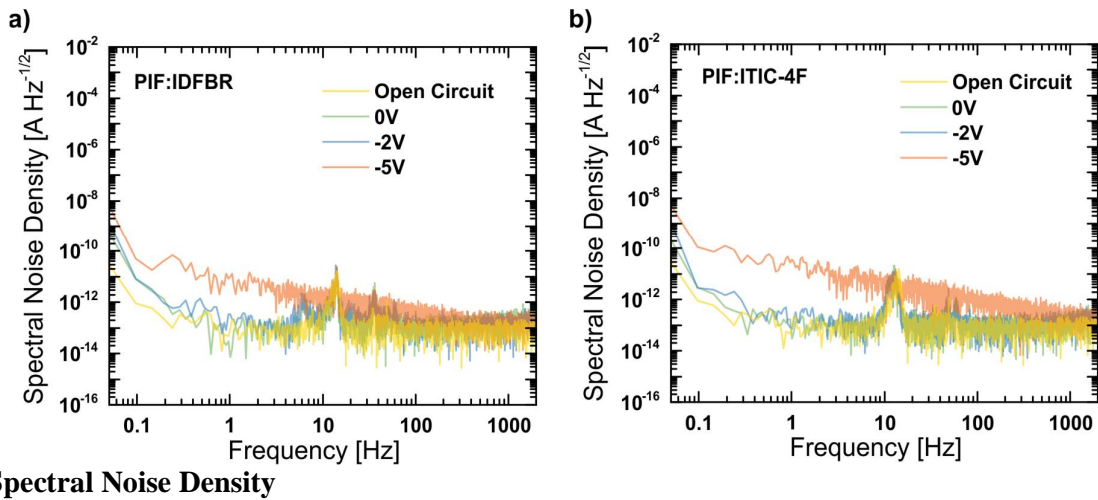 a)
Spectral Noise Density [A Hz^-1/2]
10^-2
10^-4
10^-6
10^-8
10^-10
10^-12
10^-14
10^-16
PIF:IDFBR
Open Circuit
0V
-2V
-5V
0.1 1 10 100 1000
Frequency [Hz]
b)
Spectral Noise Density [A Hz^-1/2]
10^-2
10^-4
10^-6
10^-8
10^-10
10^-12
10^-14
10^-16
PIF:ITIC-4F
Open Circuit
0V
-2V
-5V
0.1 1 10 100 1000
Frequency [Hz]
Spectral Noise Density